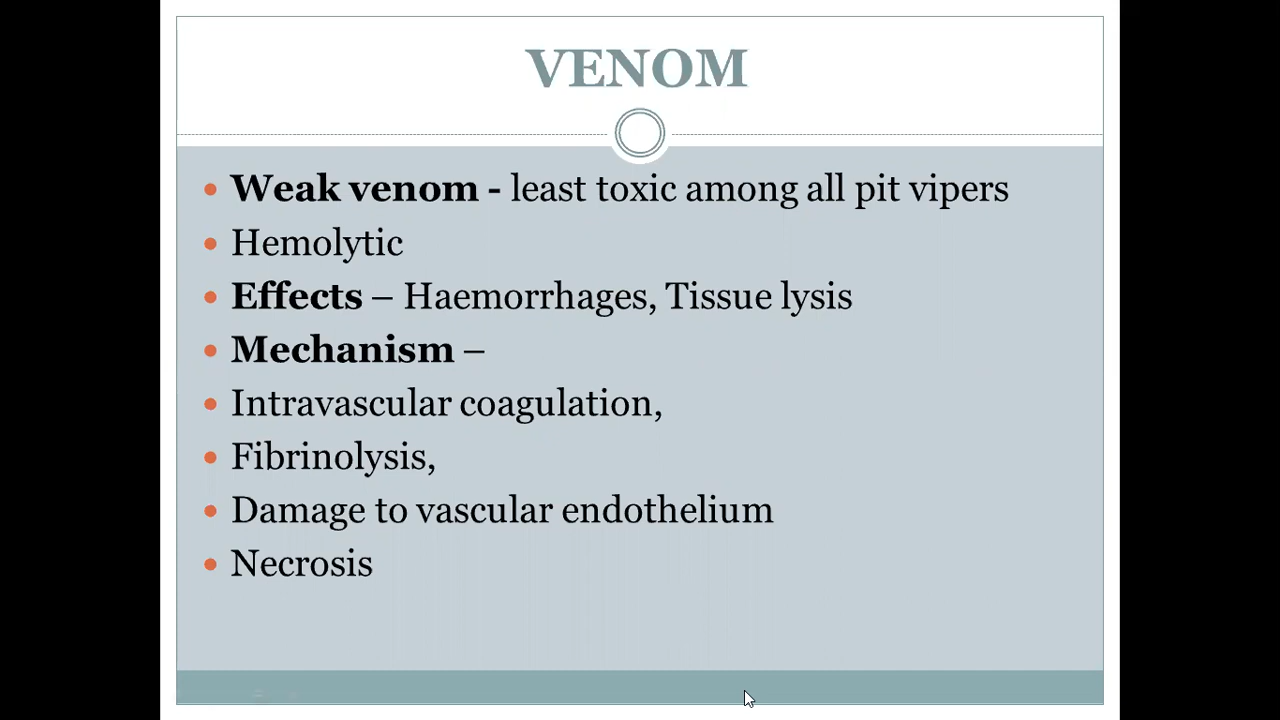 VENOM
Weak venom - least toxic among all pit vipers
Hemolytic
Effects – Haemorrhages, Tissue lysis
Mechanism –
Intravascular coagulation,
Fibrinolysis,
Damage to vascular endothelium
Necrosis